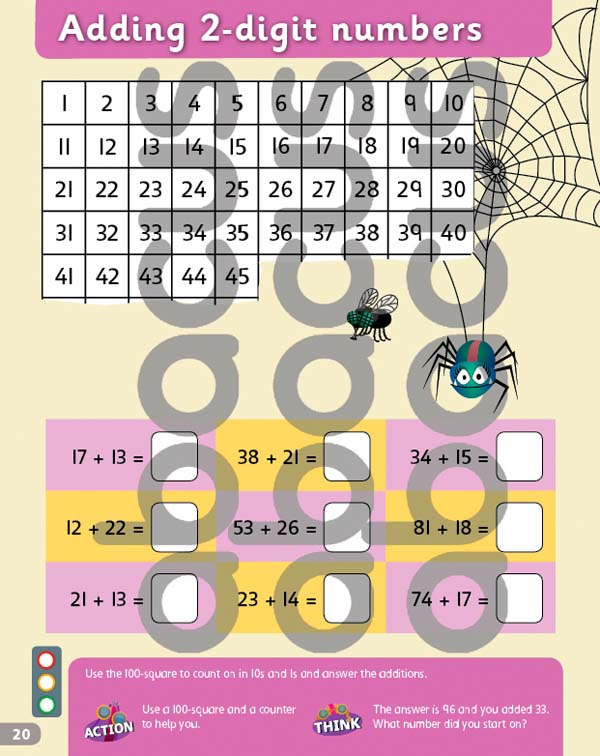 Adding 2-digit numbers
1 2 3 4 5 6 7 8 9 10
11 12 13 14 15 16 17 18 19 20
21 22 23 24 25 26 27 28 29 30
31 32 33 34 35 36 37 38 39 40
41 42 43 44 45
17 + 13 = 38 + 21 = 34 + 15 =
12 + 22 = 53 + 26 = 81 + 18 =
21 + 13 = 23 + 14 = 74 + 17 =
Use the 100-square to count on in 10s and 1s and answer the additions.
ACTION
Use a 100-square and a counter
to help you.
THINK
The answer is 96 and you added 33.
What number did you start on?
20
abacus
abacus
abacus